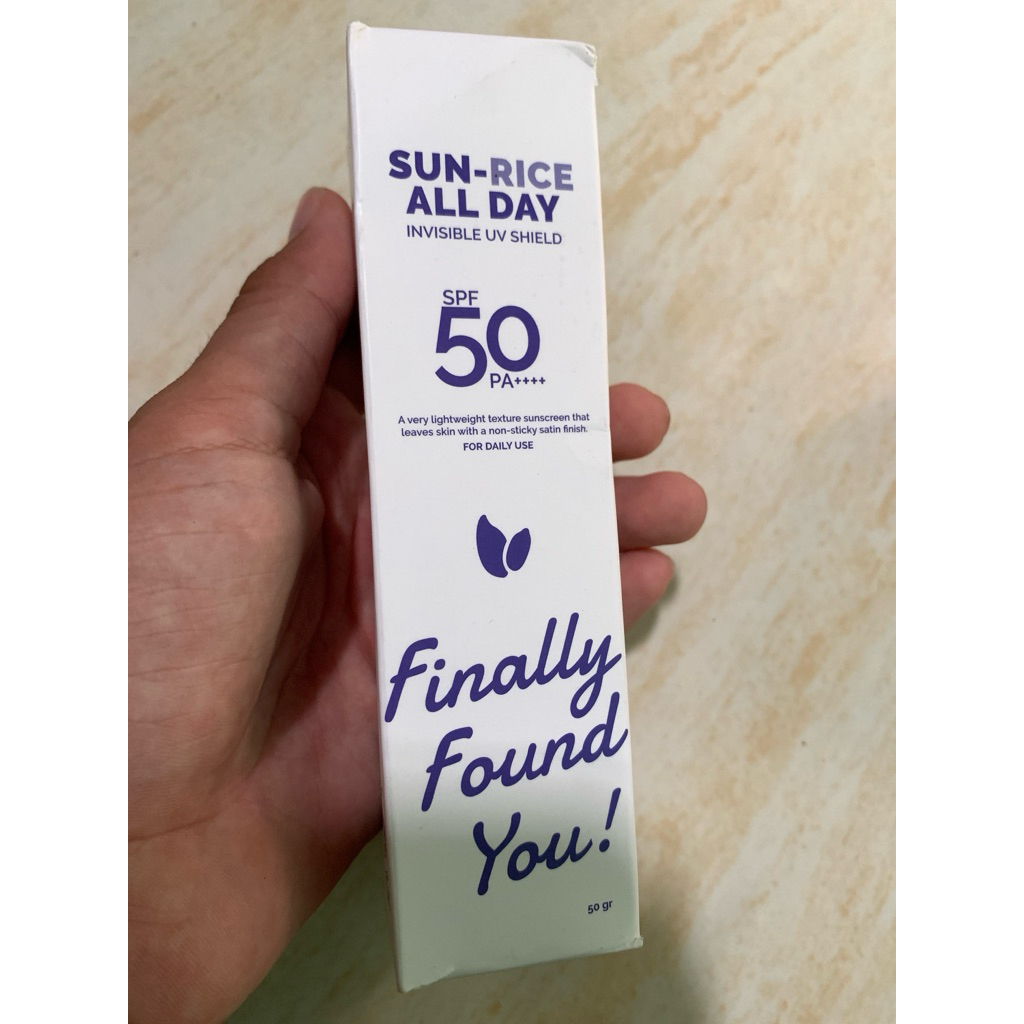 SUN-RICE
ALL DAY
INVISIBLE UV SHIELD
SPF
50
PA++++
A very lightweight texture sunscreen that
leaves skin with a non-sticky satin finish.
FOR DAILY USE
Finally
Found
You!
50 gr